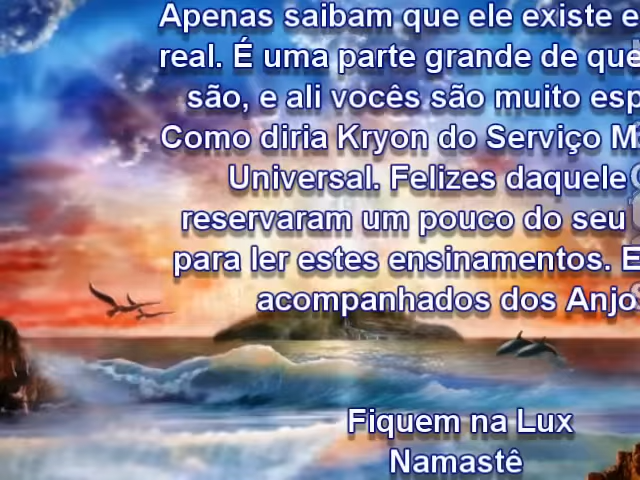 Apenas saibam que ele existe e
real. É uma parte grande de que
são, e ali vocês são muito esp
Como diria Kryon do Serviço M
Universal. Felizes daquele
reservaram um pouco do seu
para ler estes ensinamentos. E
acompanhados dos Anjo
Fiquem na Lux
Namastê